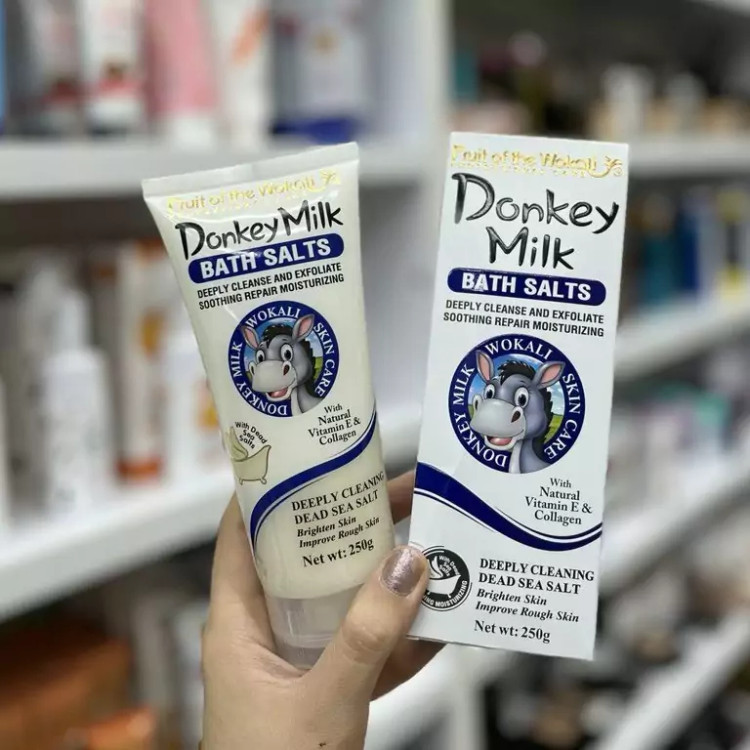 Fruit of the Wokali
Donkey Milk
BATH SALTS
DEEPLY CLEANSE AND EXFOLIATE
SOOTHING REPAIR MOISTURIZING
WOKALI SKIN CARE DONKEY MILK
With
Natural
Vitamin E &
Collagen
With Dead
Sea
Salts
DEEPLY CLEANING
DEAD SEA SALT
Brighten Skin
Improve Rough Skin
Net wt: 250g
Fruit of the Wokali
Donkey
Milk
BATH SALTS
DEEPLY CLEANSE AND EXFOLIATE
SOOTHING REPAIR MOISTURIZING
WOKALI SKIN CARE DONKEY MILK
With
Natural
Vitamin E &
Collagen
MOISTURIZING
DEEPLY CLEANING
DEAD SEA SALT
Brighten Skin
Improve Rough Skin
Net wt: 250g